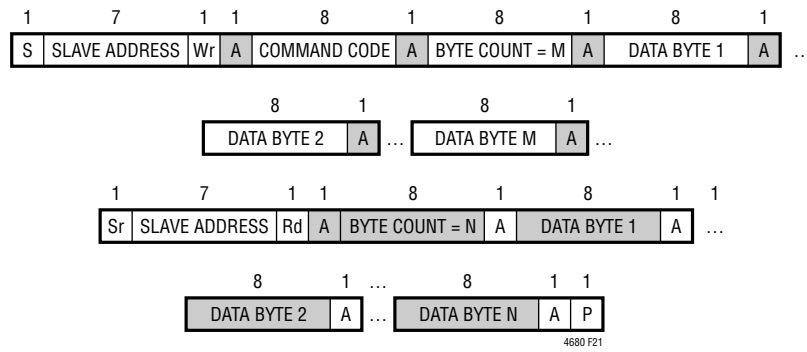 1 7 1 1 8 1 8 1 8 1
S SLAVE ADDRESS Wr A COMMAND CODE A BYTE COUNT = M A DATA BYTE 1 A ..
8 1 8 1
DATA BYTE 2 A … DATA BYTE M A …
1 7 1 1 8 1 8 1 1
Sr SLAVE ADDRESS Rd A BYTE COUNT = N A DATA BYTE 1 A …
8 1 … 8 1 1
DATA BYTE 2 A … DATA BYTE N A P
4680 F21